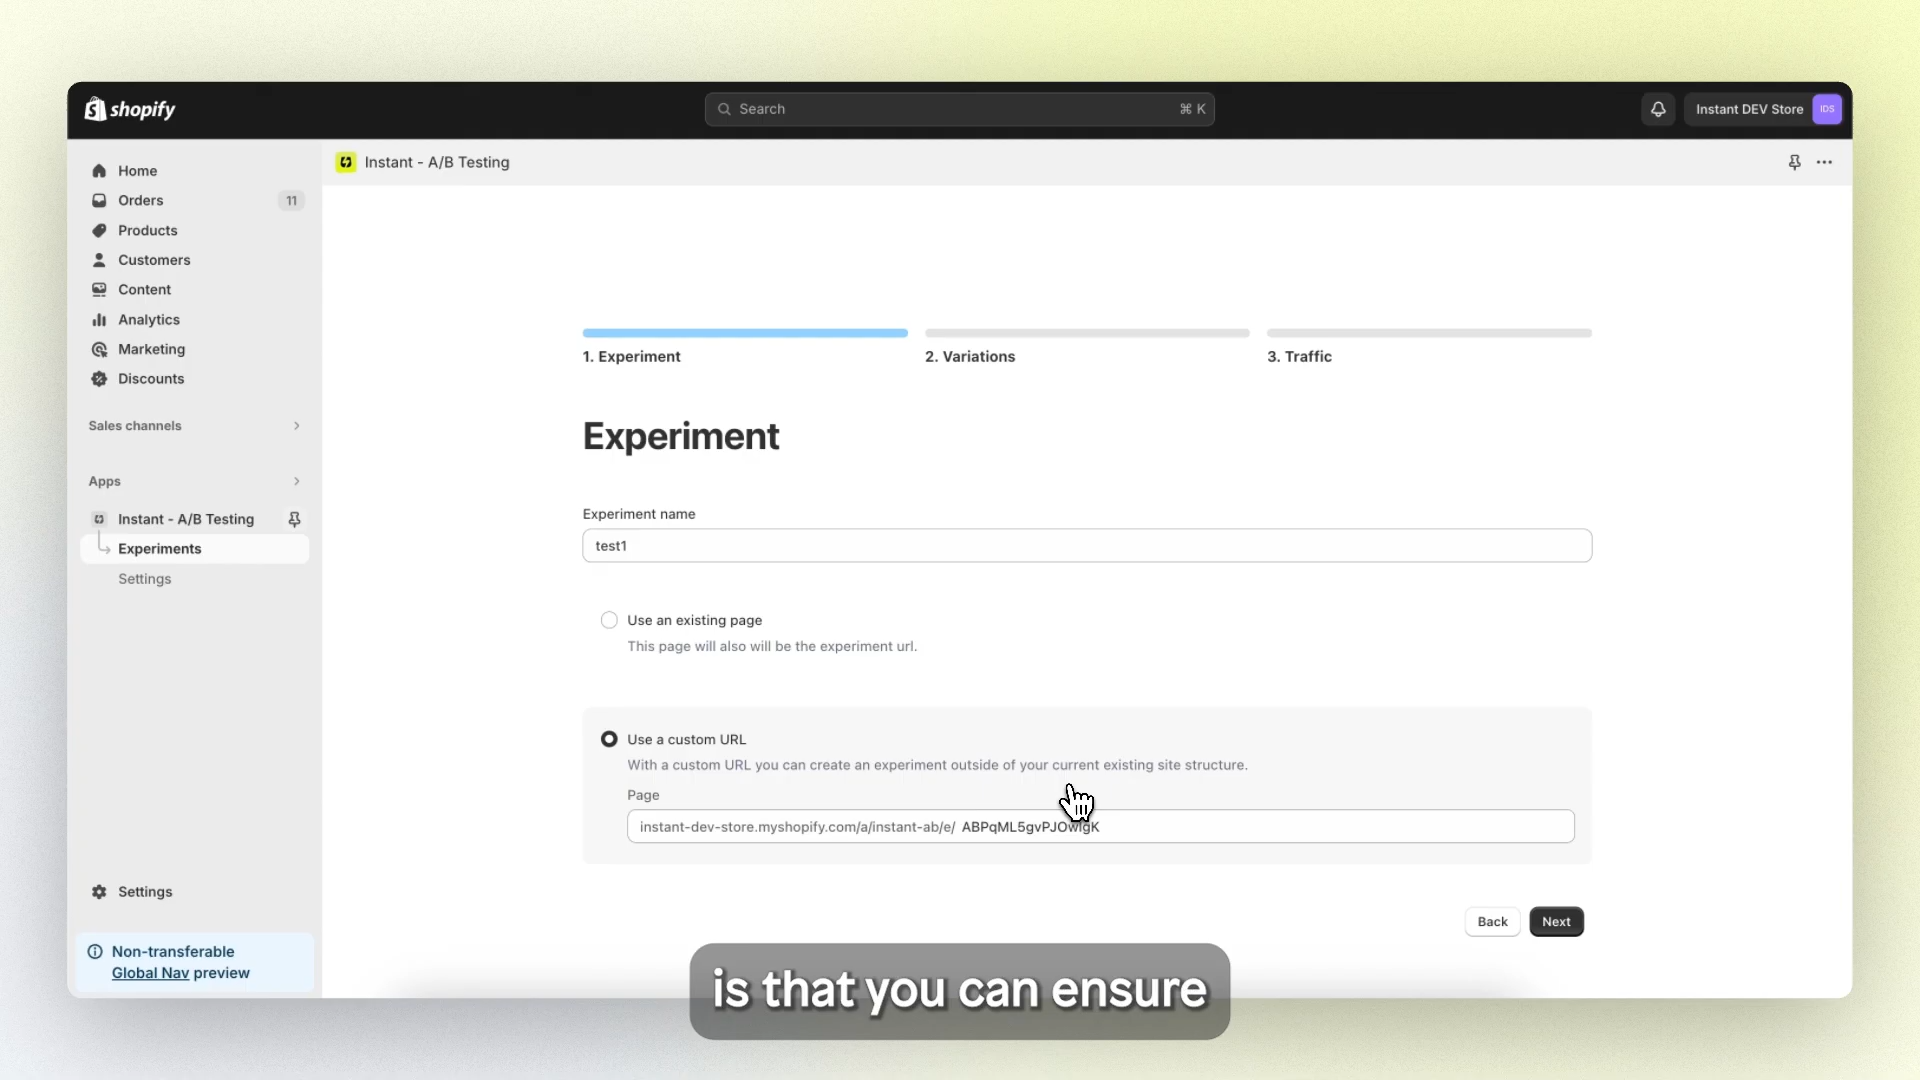 shopify
Search
⌘ K
Instant DEV Store
IDS
Home
Orders
11
Products
Customers
Content
Analytics
Marketing
Discounts
Sales channels
Apps
Instant - A/B Testing
Experiments
Settings
Settings
Non-transferable
Global Nav preview
Instant - A/B Testing
1. Experiment
2. Variations
3. Traffic
Experiment
Experiment name
test1
Use an existing page
This page will also will be the experiment url.
Use a custom URL
With a custom URL you can create an experiment outside of your current existing site structure.
Page
instant-dev-store.myshopify.com/a/instant-ab/e/ ABPqML5gvPJOwIgK
Back
Next
is that you can ensure